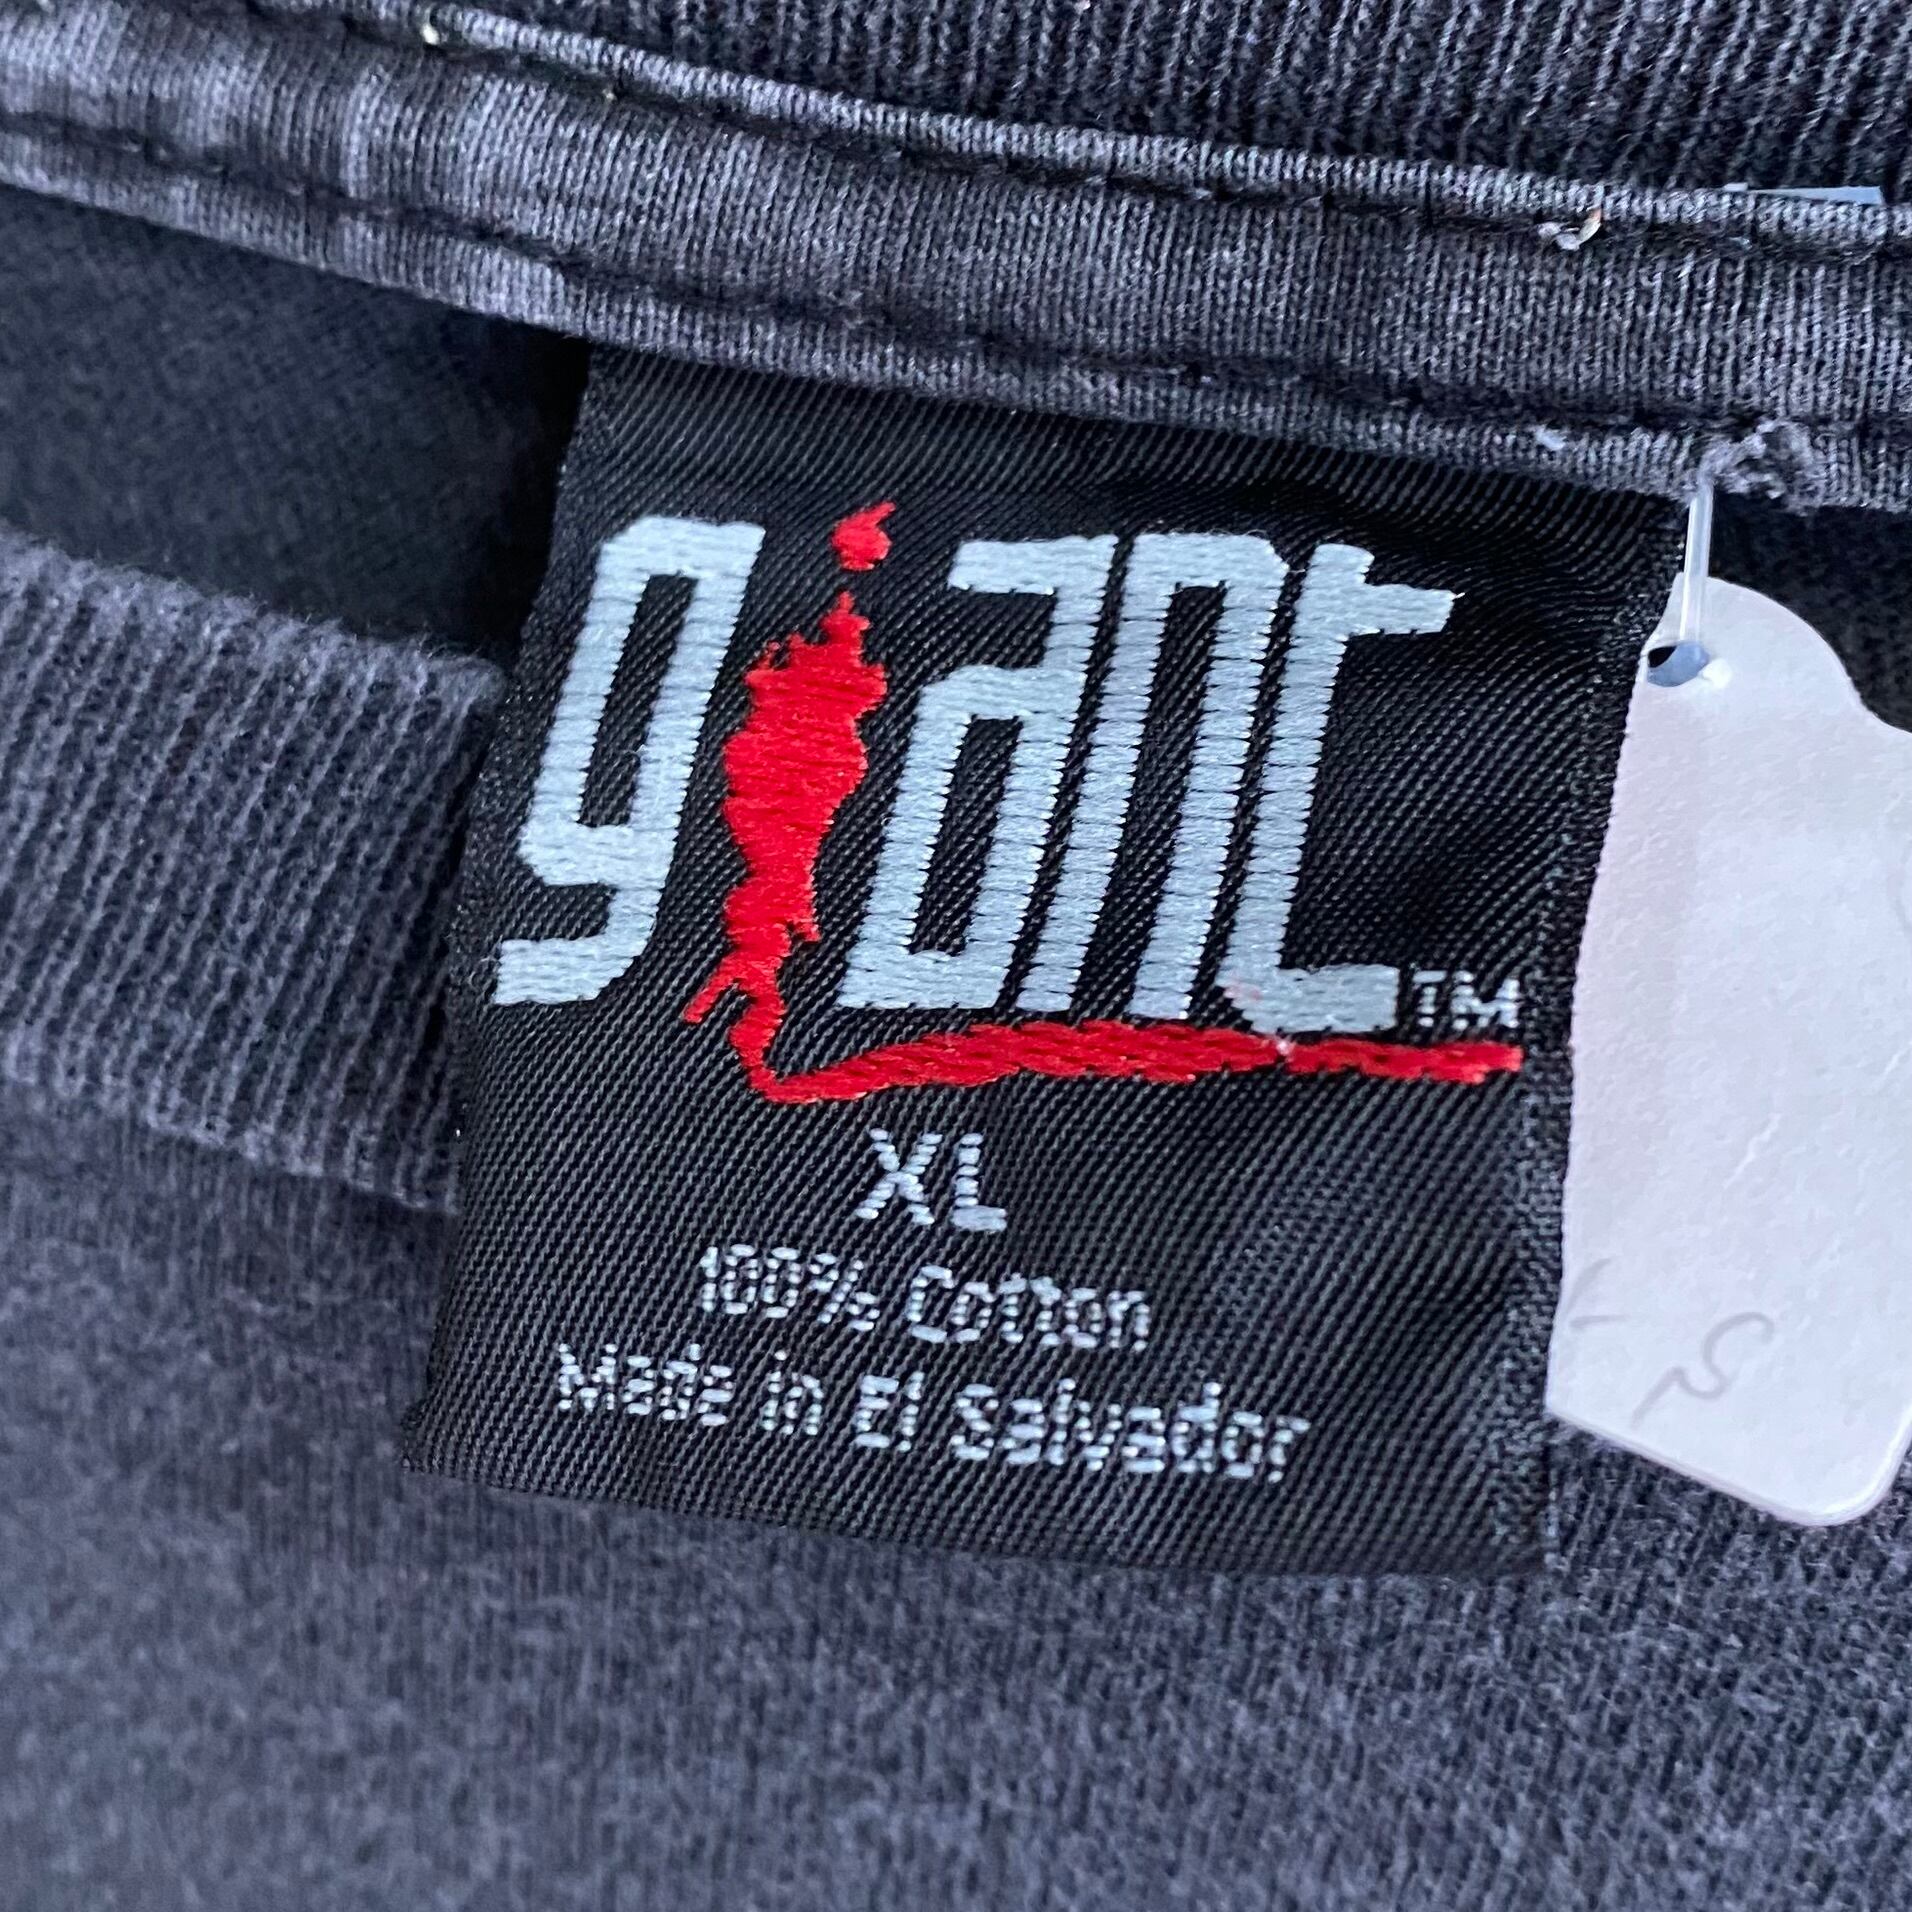 giant™
XL
100% Cotton
Made in El Salvador